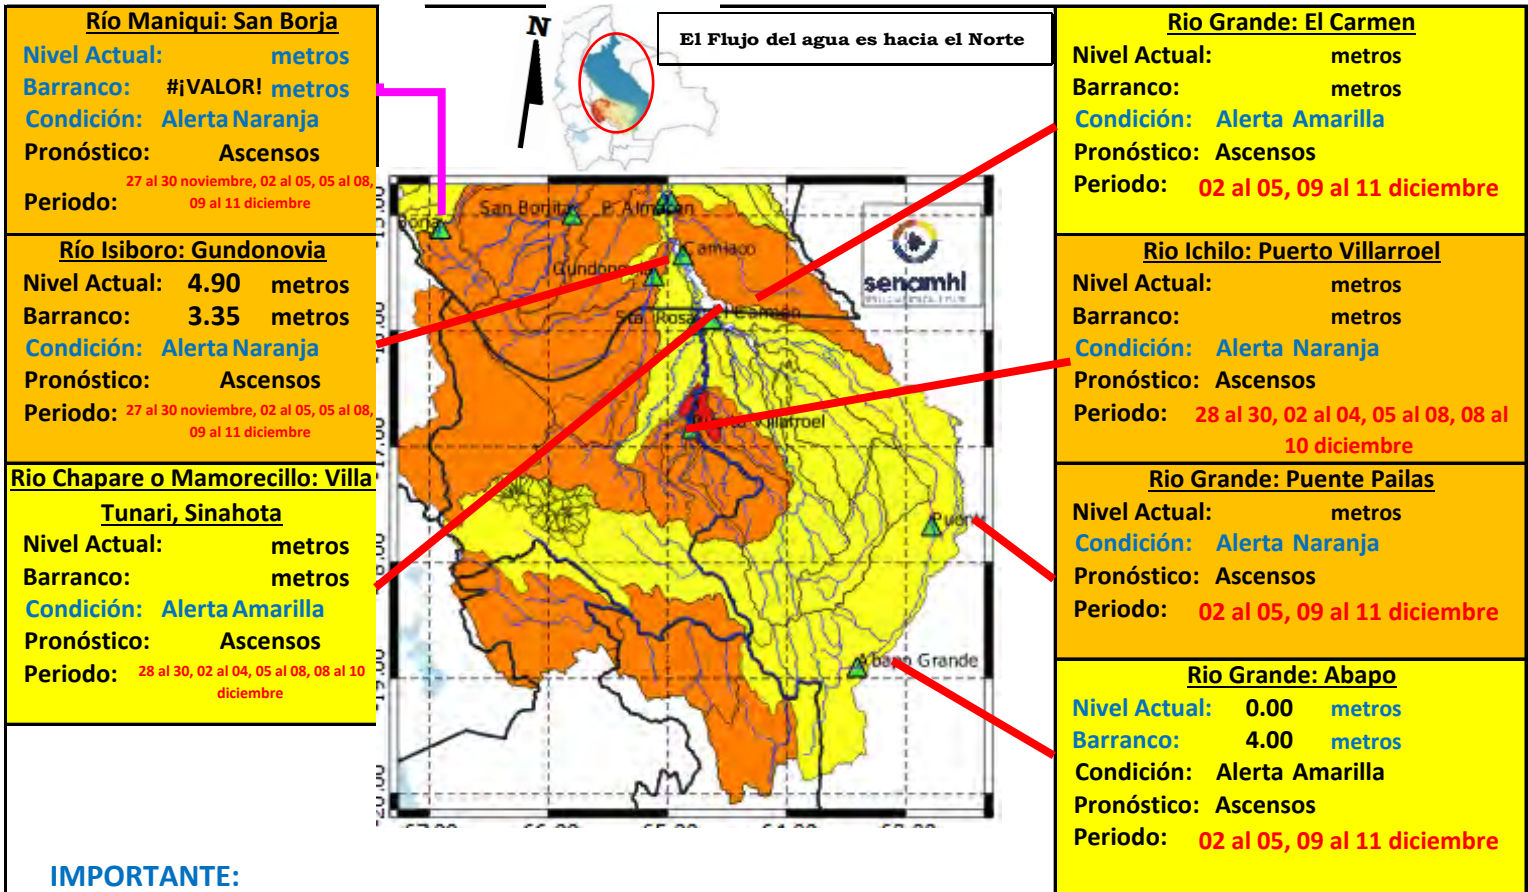 Río Maniqui: San Borja
Nivel Actual: metros
Barranco: #¡VALOR! metros
Condición: Alerta Naranja
Pronóstico: Ascensos
27 al 30 noviembre, 02 al 05, 05 al 08,
Periodo: 09 al 11 diciembre
Río Isiboro: Gundonovia
Nivel Actual: 4.90 metros
Barranco: 3.35 metros
Condición: Alerta Naranja
Pronóstico: Ascensos
Periodo: 27 al 30 noviembre, 02 al 05, 05 al 08,
09 al 11 diciembre
Rio Chapare o Mamorecillo: Villa
Tunari, Sinahota
Nivel Actual: metros
Barranco: metros
Condición: Alerta Amarilla
Pronóstico: Ascensos
Periodo: 28 al 30, 02 al 04, 05 al 08, 08 al 10
diciembre
IMPORTANTE:
N
El Flujo del agua es hacia el Norte
San Borjita
P. Almacen
Camiaco
Gundonovia
senamhi
Sta. Rosa
El Carmen
Puerto Villarroel
Abapo Grande
Rio Grande: El Carmen
Nivel Actual: metros
Barranco: metros
Condición: Alerta Amarilla
Pronóstico: Ascensos
Periodo: 02 al 05, 09 al 11 diciembre
Rio Ichilo: Puerto Villarroel
Nivel Actual: metros
Barranco: metros
Condición: Alerta Naranja
Pronóstico: Ascensos
Periodo: 28 al 30, 02 al 04, 05 al 08, 08 al
10 diciembre
Rio Grande: Puente Pailas
Nivel Actual: metros
Condición: Alerta Naranja
Pronóstico: Ascensos
Periodo: 02 al 05, 09 al 11 diciembre
Rio Grande: Abapo
Nivel Actual: 0.00 metros
Barranco: 4.00 metros
Condición: Alerta Amarilla
Pronóstico: Ascensos
Periodo: 02 al 05, 09 al 11 diciembre